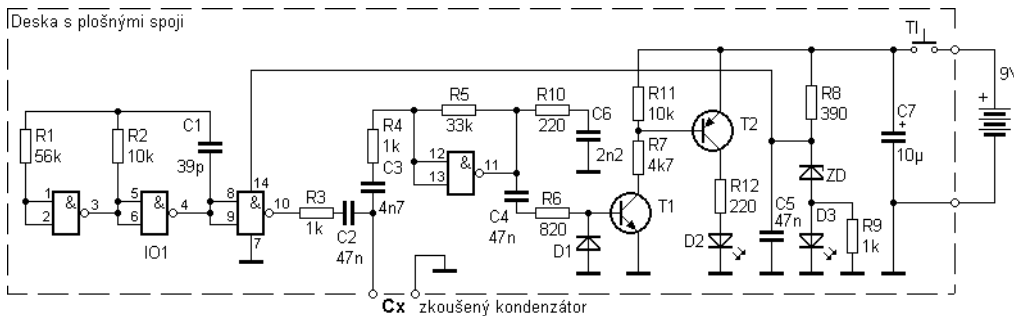 Deska s plošnými spoji
Tl
9V
+
R1
56k
R2
10k
C1
39p
1
2
&
3
5
6
&
4
IO1
8
9
14
&
10
7
R3
1k
C2
47n
R4
1k
C3
4n7
R5
33k
12
13
&
11
R10
220
C6
2n2
C4
47n
R6
820
D1
R11
10k
R7
4k7
T1
T2
R12
220
D2
C5
47n
R8
390
ZD
D3
R9
1k
C7
+
10µ
Cx zkoušený kondenzátor